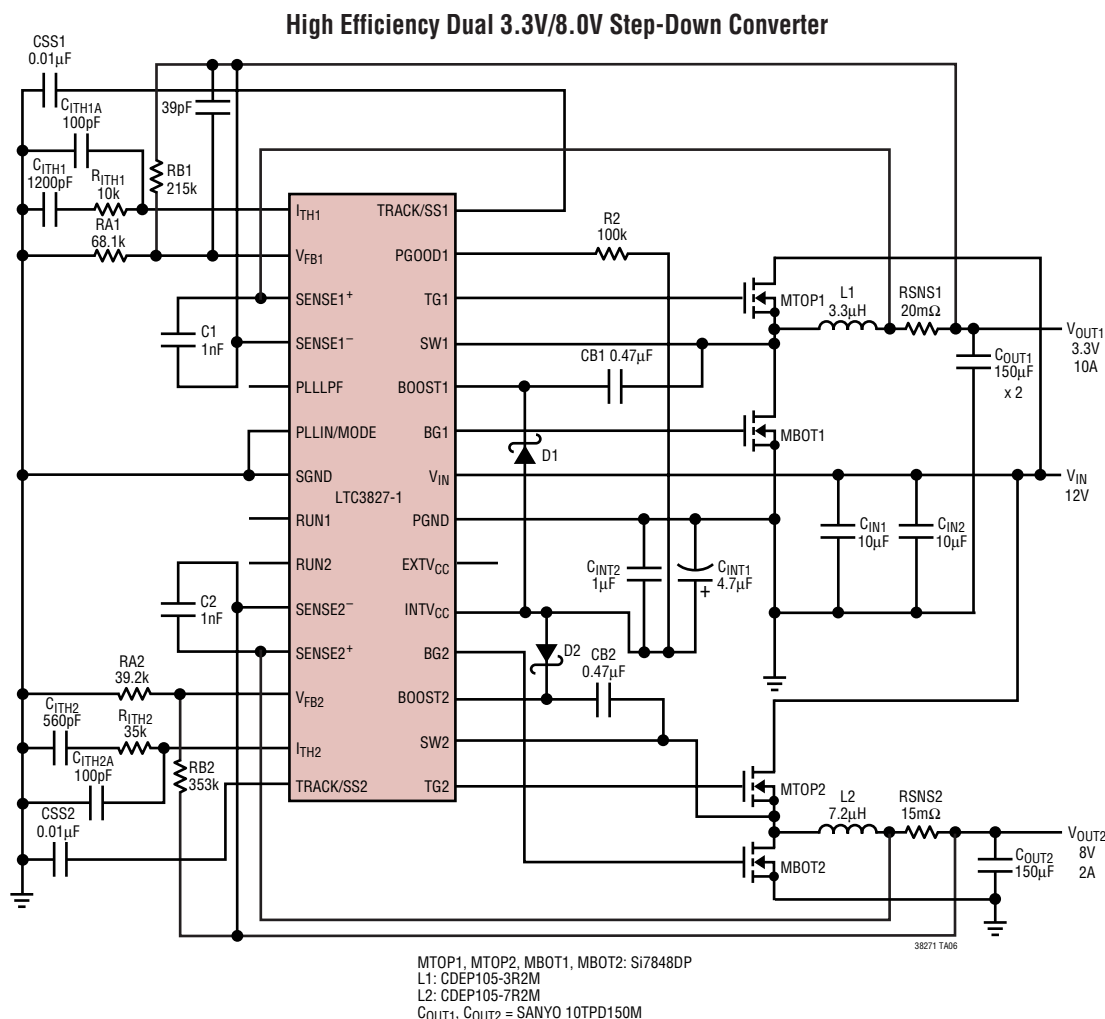 High Efficiency Dual 3.3V/8.0V Step-Down Converter
CSS1
0.01μF
CITH1A
100pF
39pF
CITH1
1200pF
RITH1
10k
RB1
215k
RA1
68.1k
C1
1nF
ITH1
VFB1
SENSE1+
SENSE1–
PLLLPF
PLLIN/MODE
SGND
RUN1
RUN2
SENSE2–
SENSE2+
VFB2
ITH2
TRACK/SS2
LTC3827-1
TRACK/SS1
PGOOD1
TG1
SW1
BOOST1
BG1
VIN
PGND
EXTVCC
INTVCC
BG2
BOOST2
SW2
TG2
R2
100k
MTOP1
L1
3.3μH
RSNS1
20mΩ
VOUT1
3.3V
10A
COUT1
150μF
x 2
CB1 0.47μF
MBOT1
D1
VIN
12V
CIN1
10μF
CIN2
10μF
CINT2
1μF
CINT1
4.7μF
+
D2
CB2
0.47μF
C2
1nF
RA2
39.2k
CITH2
560pF
RITH2
35k
CITH2A
100pF
RB2
353k
CSS2
0.01μF
MTOP2
L2
7.2μH
RSNS2
15mΩ
VOUT2
8V
2A
MBOT2
COUT2
150μF
38271 TA06
MTOP1, MTOP2, MBOT1, MBOT2: Si7848DP
L1: CDEP105-3R2M
L2: CDEP105-7R2M
COUT1, COUT2 = SANYO 10TPD150M